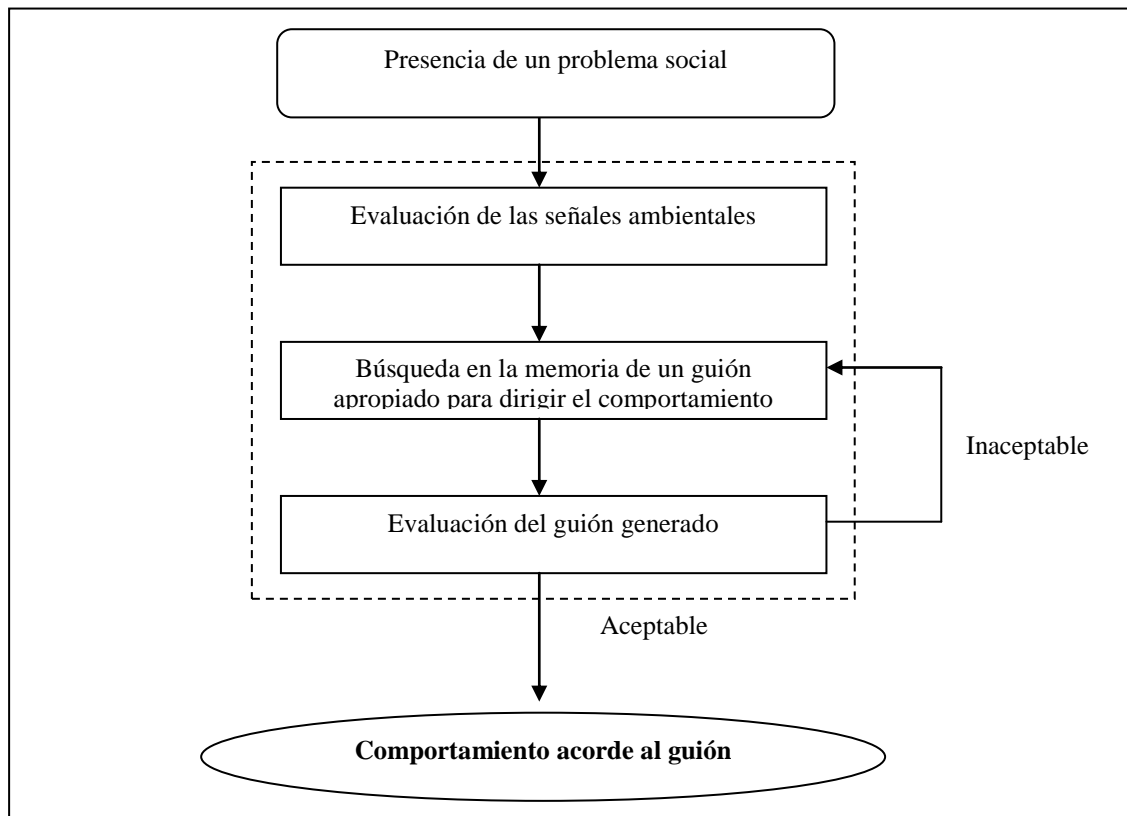 Presencia de un problema social
Evaluación de las señales ambientales
Búsqueda en la memoria de un guión
apropiado para dirigir el comportamiento
Inaceptable
Evaluación del guión generado
Aceptable
Comportamiento acorde al guión